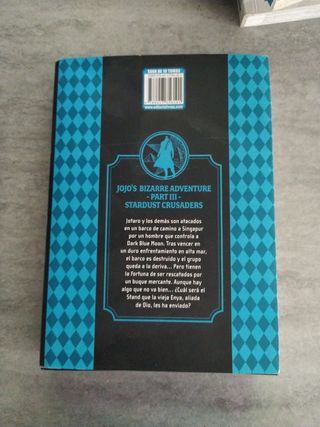 SAGA DE 10 TOMOS
www.editorialivrea.com
JOJO'S BIZARRE ADVENTURE
- PART III -
STARDUST CRUSADERS
Jotaro y los demás son atacados
en un barco de camino a Singapur
por un hombre que controla a
Dark Blue Moon. Tras vencer en
un duro enfrentamiento en alta mar,
el barco es destruido y el grupo
queda a la deriva... Pero tienen
la fortuna de ser rescatados por
un buque mercante. Aunque hay
algo que no va bien... ¿Cuál será el
Stand que la vieja Enya, aliada
de Dio, les ha enviado?